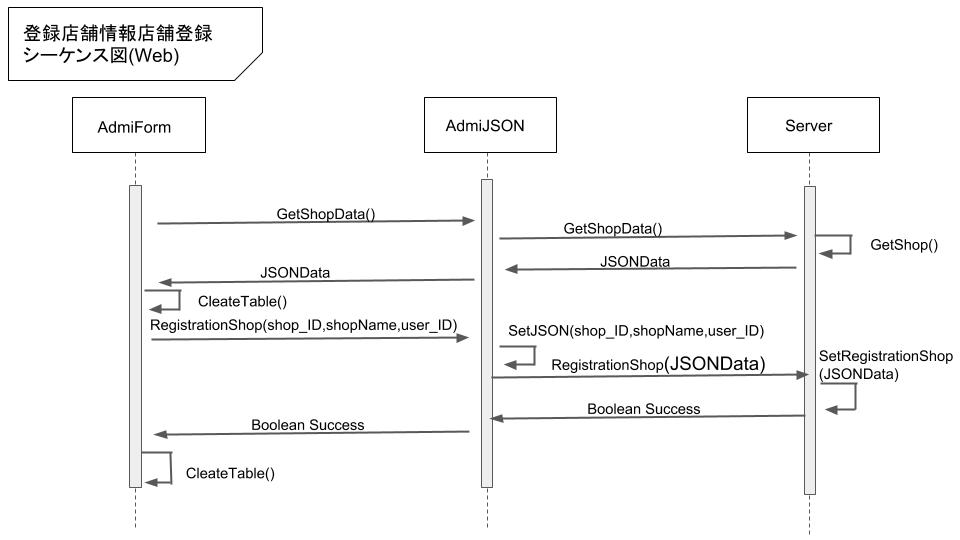 登録店舗情報店舗登録
シーケンス図(Web)
AdmiForm
AdmiJSON
Server
GetShopData()
GetShopData()
GetShop()
JSONData
JSONData
CleateTable()
RegistrationShop(shop_ID,shopName,user_ID)
SetJSON(shop_ID,shopName,user_ID)
RegistrationShop(JSONData)
SetRegistrationShop
(JSONData)
Boolean Success
Boolean Success
CleateTable()